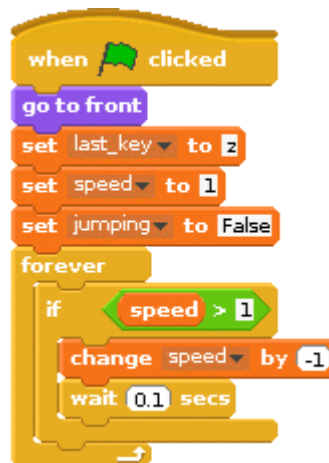 when clicked
go to front
set last_key to z
set speed to 1
set jumping to False
forever
if speed > 1
change speed by -1
wait 0.1 secs